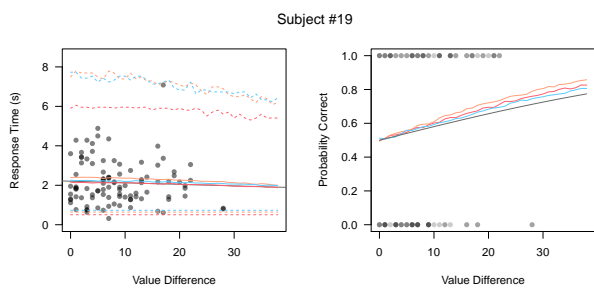 Subject #19
Response Time (s)
8
6
4
2
0
0 10 20 30
Value Difference
Probability Correct
1.0
0.8
0.6
0.4
0.2
0.0
0 10 20 30
Value Difference